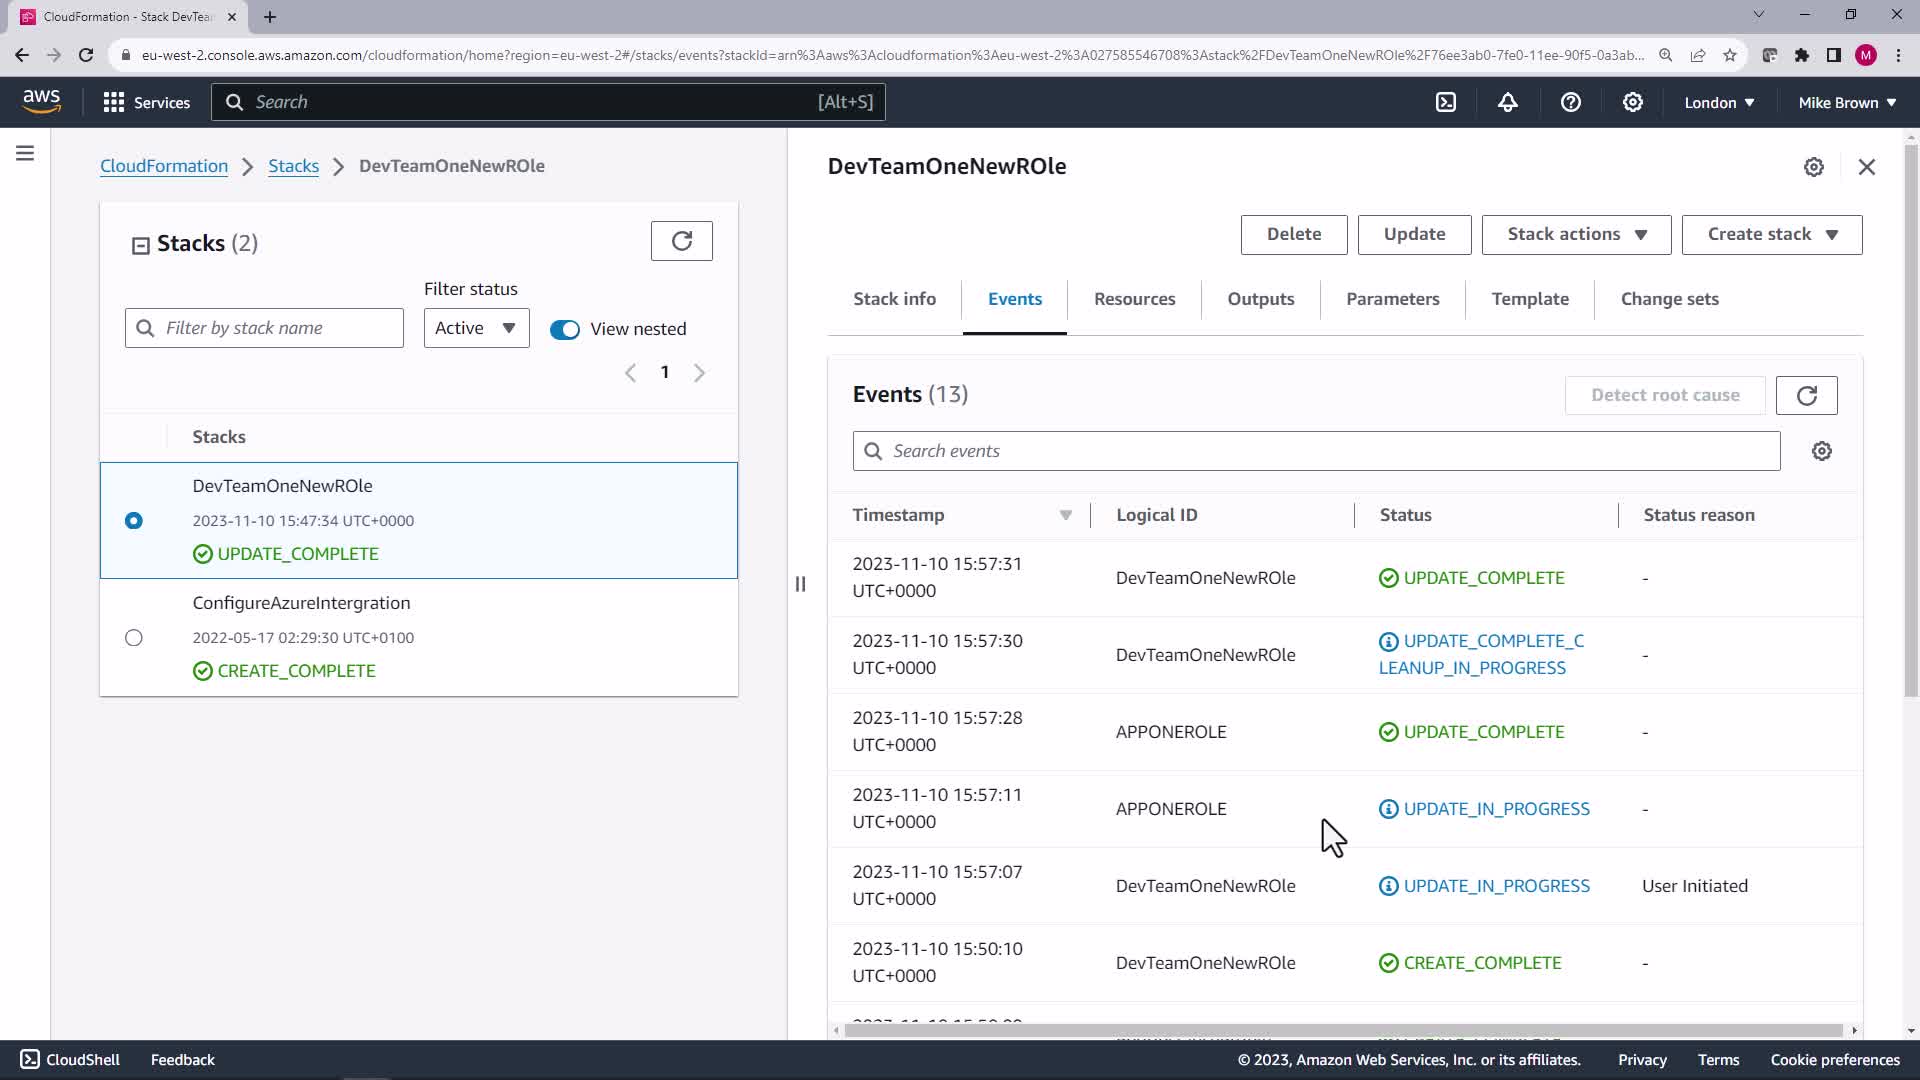 CloudFormation - Stack DevTea
eu-west-2.console.aws.amazon.com/cloudformation/home?region=eu-west-2#/stacks/events?stackId=arn%3Aaws%3Acloudformation%3Aeu-west-2%3A027585546708%3Astack%2FDevTeamOneNewROle%2F76ee3ab0-7fe0-11ee-90f5-0a3ab...
M
aws
Services
Search
[Alt+S]
London
Mike Brown
CloudFormation
Stacks
DevTeamOneNewROle
Stacks (2)
Filter status
Filter by stack name
Active
View nested
1
Stacks
DevTeamOneNewROle
2023-11-10 15:47:34 UTC+0000
UPDATE_COMPLETE
ConfigureAzureIntergration
2022-05-17 02:29:30 UTC+0100
CREATE_COMPLETE
DevTeamOneNewROle
Delete
Update
Stack actions
Create stack
Stack info
Events
Resources
Outputs
Parameters
Template
Change sets
Events (13)
Detect root cause
Search events
Timestamp
Logical ID
Status
Status reason
2023-11-10 15:57:31
UTC+0000
DevTeamOneNewROle
UPDATE_COMPLETE
-
2023-11-10 15:57:30
UTC+0000
DevTeamOneNewROle
UPDATE_COMPLETE_C
LEANUP_IN_PROGRESS
-
2023-11-10 15:57:28
UTC+0000
APPONEROLE
UPDATE_COMPLETE
-
2023-11-10 15:57:11
UTC+0000
APPONEROLE
UPDATE_IN_PROGRESS
-
2023-11-10 15:57:07
UTC+0000
DevTeamOneNewROle
UPDATE_IN_PROGRESS
User Initiated
2023-11-10 15:50:10
UTC+0000
DevTeamOneNewROle
CREATE_COMPLETE
-
CloudShell
Feedback
© 2023, Amazon Web Services, Inc. or its affiliates.
Privacy
Terms
Cookie preferences